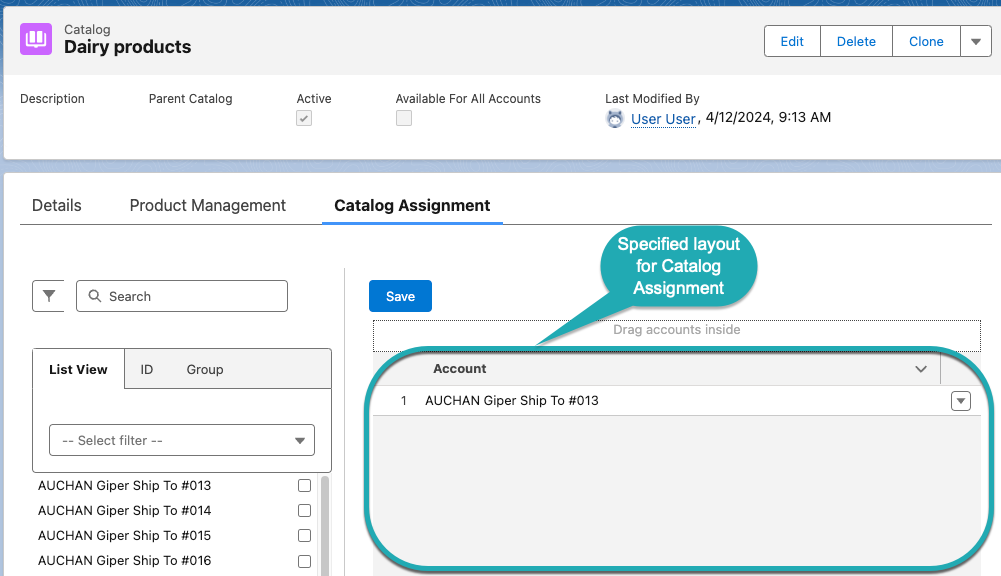 Catalog
Dairy products
Edit
Delete
Clone
Description
Parent Catalog
Active
Available For All Accounts
Last Modified By
User User, 4/12/2024, 9:13 AM
Details
Product Management
Catalog Assignment
Specified layout
for Catalog
Assignment
Search
Save
Drag accounts inside
List View
ID
Group
Account
1 AUCHAN Giper Ship To #013
-- Select filter --
AUCHAN Giper Ship To #013
AUCHAN Giper Ship To #014
AUCHAN Giper Ship To #015
AUCHAN Giper Ship To #016